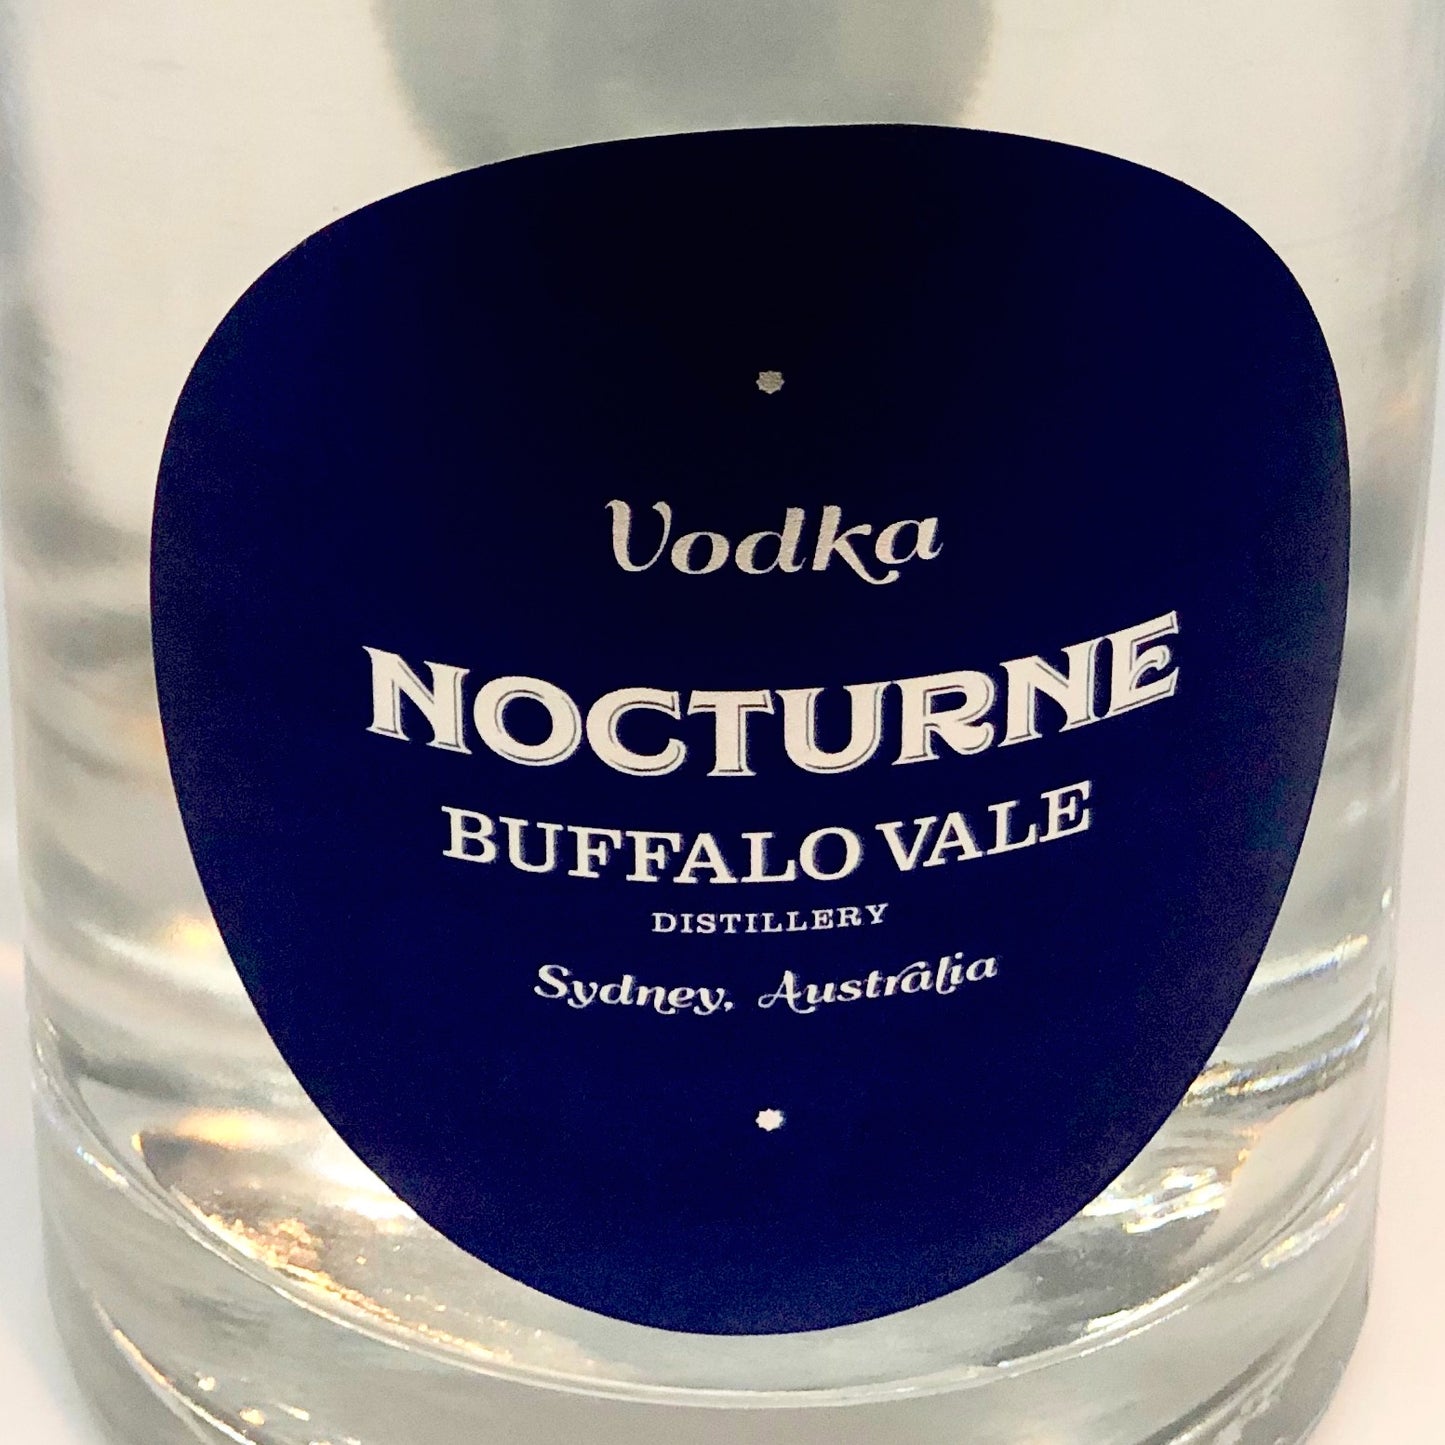 Vodka
NOCTURNE
BUFFALO VALE
DISTILLERY
Sydney, Australia